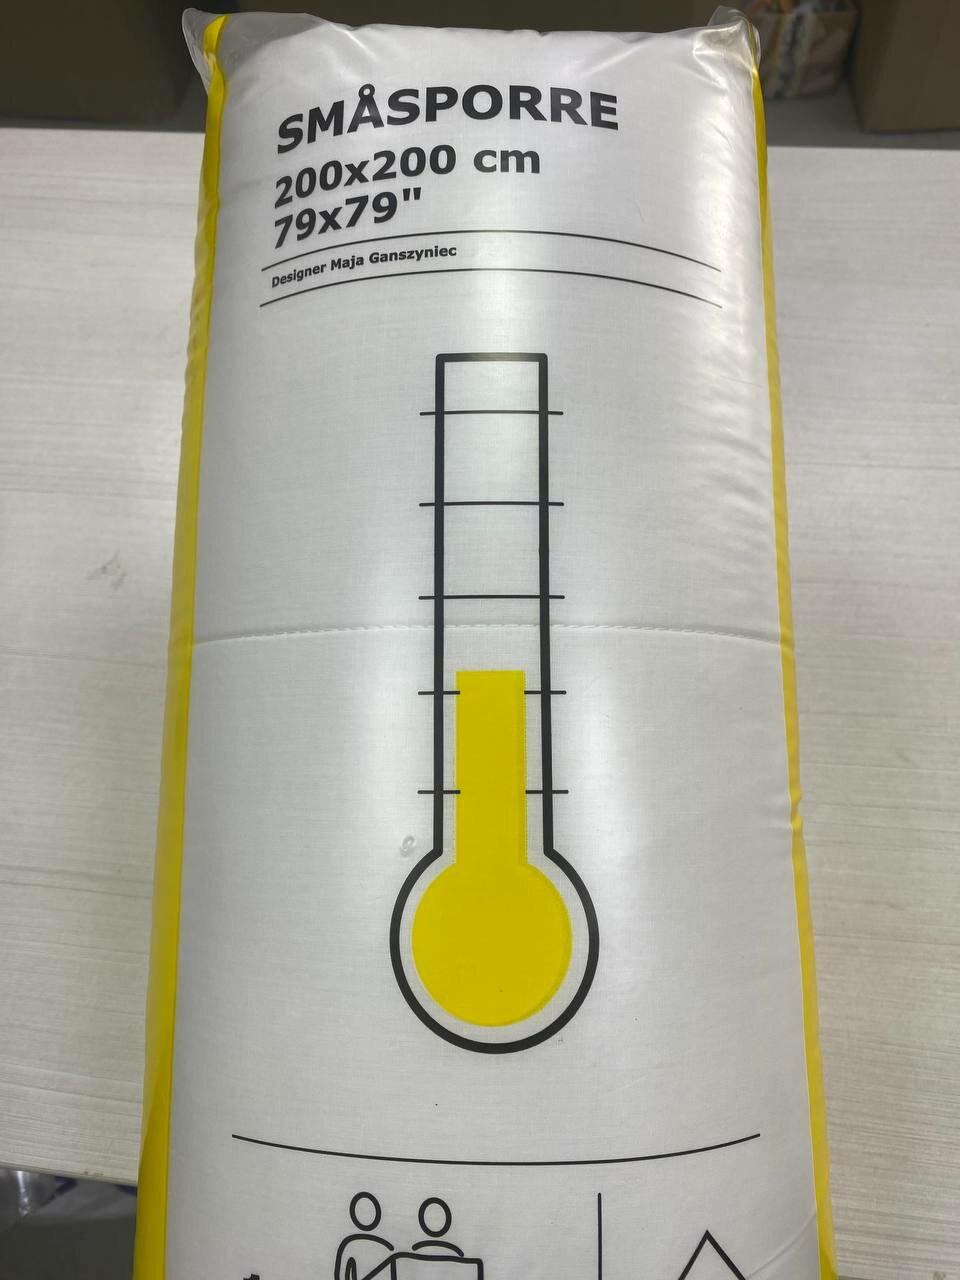 SMÅSPORRE
200x200 cm
79x79"
Designer Maja Ganszyniec